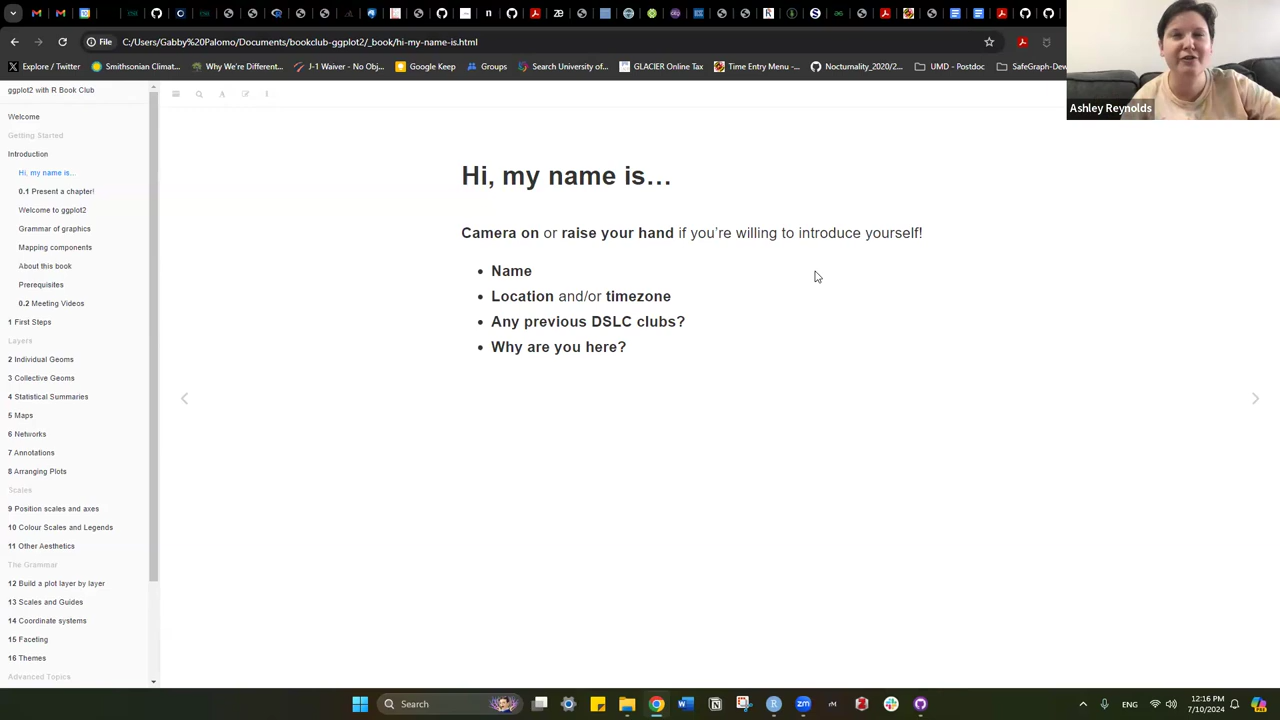 File
C:/Users/Gabby%20Palomo/Documents/bookclub-ggplot2/_book/hi-my-name-is.html
Explore / Twitter
Smithsonian Climat...
Why We're Different...
J-1 Waiver - No Obj...
Google Keep
P.C. Mozambique...
Search University of...
GLACIER Online Tax
Time Entry Menu -...
Nocturnality_2020/2...
UMD - Postdoc
SafeGraph-Dew
Ashley Reynolds
ggplot2 with R Book Club
Welcome
Getting Started
Introduction
Hi, my name is...
0.1 Present a chapter!
Welcome to ggplot2
Grammar of graphics
Mapping components
About this book
Prerequisites
0.2 Meeting Videos
1 First Steps
Layers
2 Individual Geoms
3 Collective Geoms
4 Statistical Summaries
5 Maps
6 Networks
7 Annotations
8 Arranging Plots
Scales
9 Position scales and axes
10 Colour Scales and Legends
11 Other Aesthetics
The Grammar
12 Build a plot layer by layer
13 Scales and Guides
14 Coordinate systems
15 Faceting
16 Themes
Advanced Topics
Hi, my name is…
Camera on or raise your hand if you're willing to introduce yourself!
• Name
• Location and/or timezone
• Any previous DSLC clubs?
• Why are you here?
Search
ENG
12:16 PM
7/10/2024